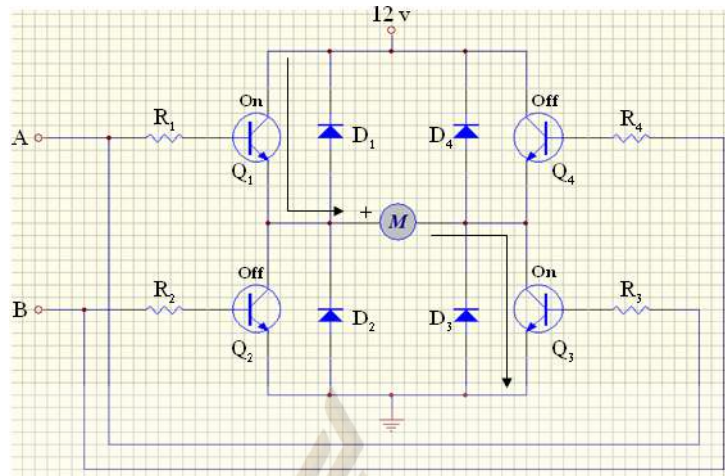 12 v
On
Off
R1
R4
A
D1
D4
Q1
Q4
+
M
Off
On
R2
R3
B
D2
D3
Q2
Q3